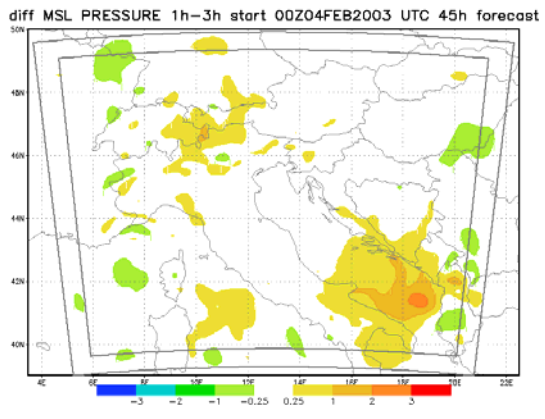 diff MSL PRESSURE 1h-3h start 00Z04FEB2003 UTC 45h forecast
50N
48N
46N
44N
42N
40N
4E 6E 8E 10E 12E 14E 16E 18E 20E 22E
-3 -2 -1 -0.25 0.25 1 2 3